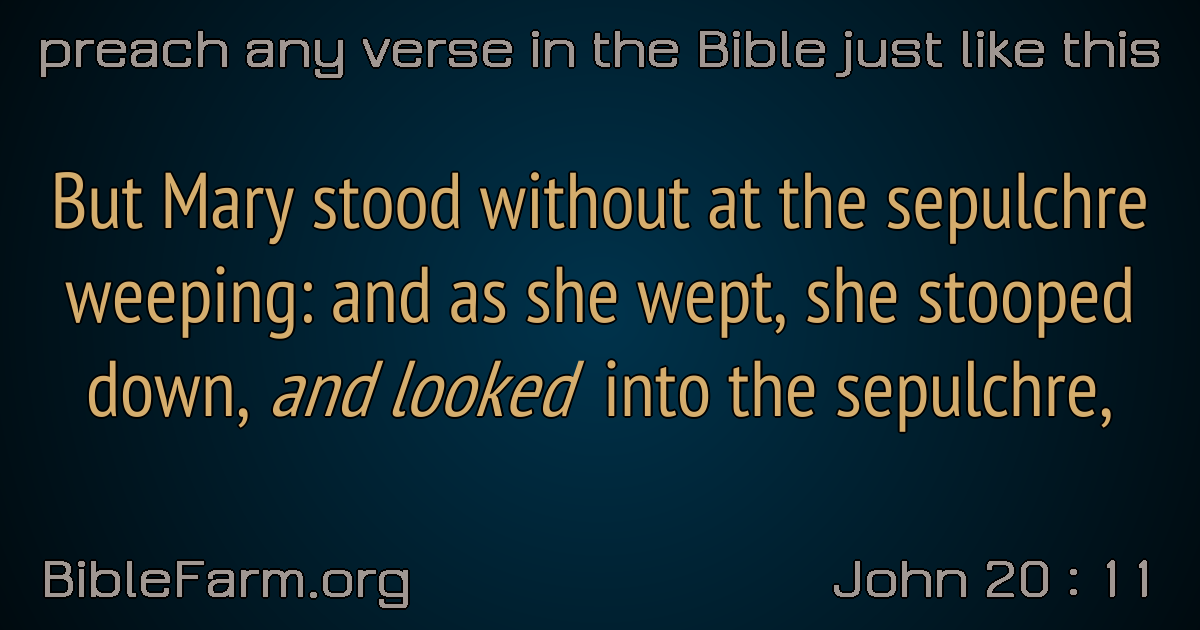 preach any verse in the Bible just like this
But Mary stood without at the sepulchre
weeping: and as she wept, she stooped
down, and looked into the sepulchre,
BibleFarm.org
John 20 : 11